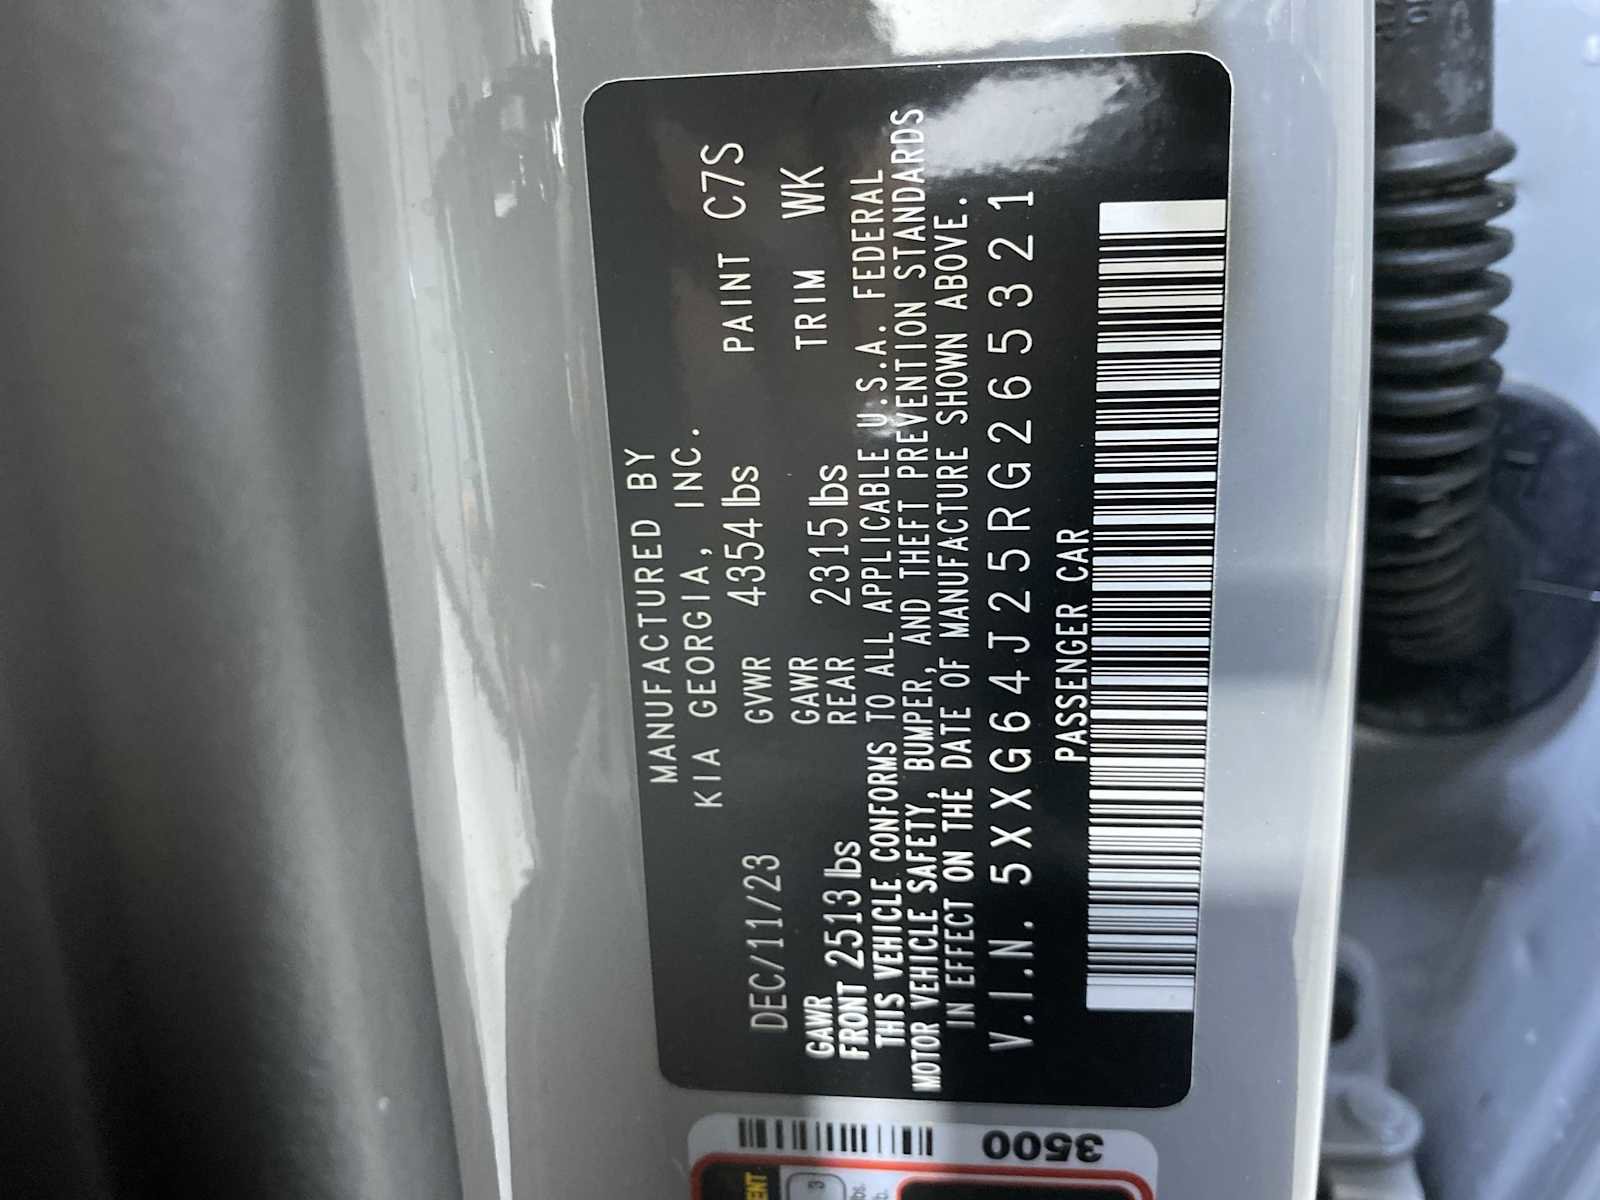 MANUFACTURED BY
KIA GEORGIA, INC.
DEC/11/23 GVWR 4354 lbs PAINT C7S
GAWR FRONT 2513 lbs GAWR REAR 2315 lbs TRIM WK
THIS VEHICLE CONFORMS TO ALL APPLICABLE U.S.A. FEDERAL
MOTOR VEHICLE SAFETY, BUMPER, AND THEFT PREVENTION STANDARDS
IN EFFECT ON THE DATE OF MANUFACTURE SHOWN ABOVE.
V.I.N. 5XXG64J25RG265321
PASSENGER CAR
3500